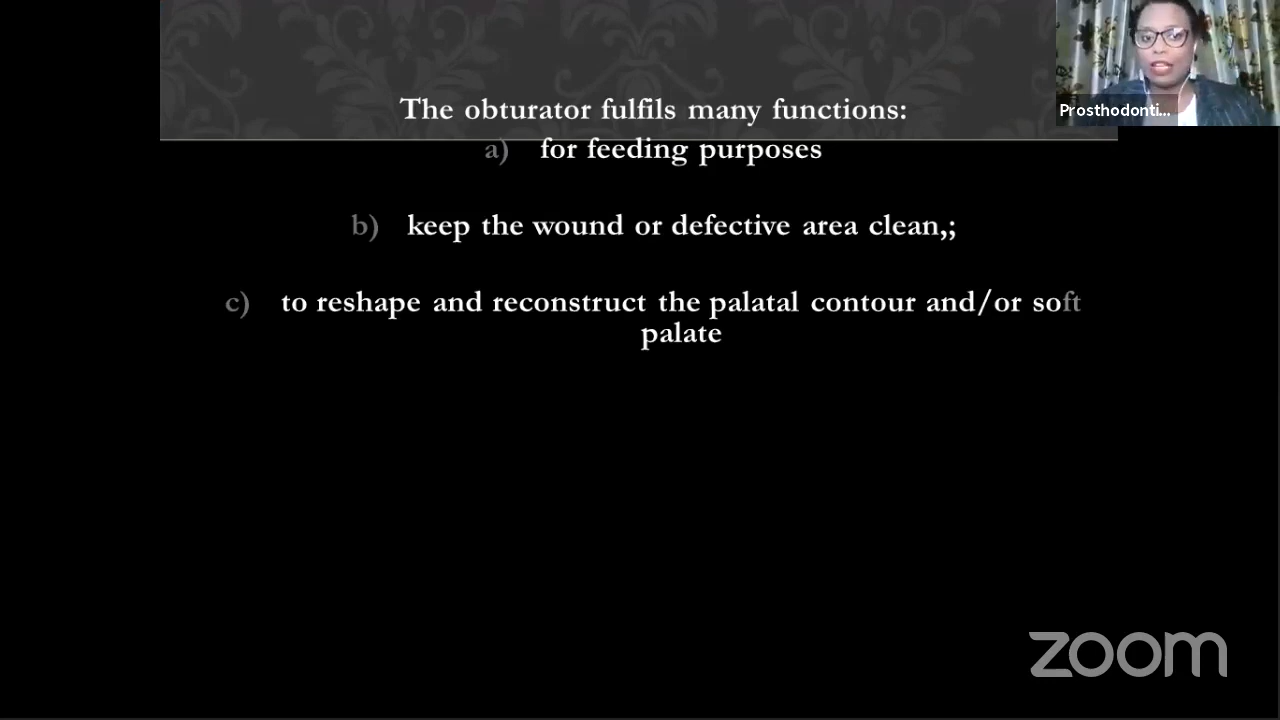 The obturator fulfils many functions:
a) for feeding purposes
b) keep the wound or defective area clean,;
c) to reshape and reconstruct the palatal contour and/or soft
palate
Prosthodonti...
zoom